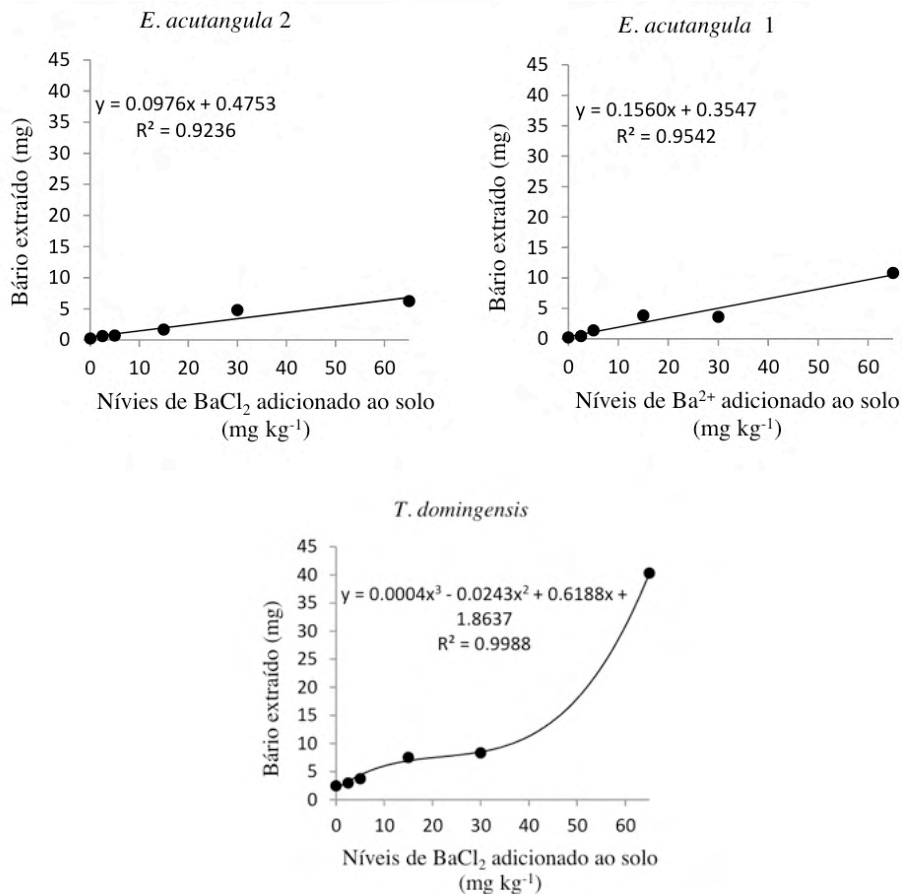 E. acutangula 2
45
40
35
30
25
20
15
10
5
0
y = 0.0976x + 0.4753
R² = 0.9236
Bário extraído (mg)
0 10 20 30 40 50 60
Nívies de BaCl₂ adicionado ao solo
(mg kg⁻¹)
E. acutangula 1
45
40
35
30
25
20
15
10
5
0
y = 0.1560x + 0.3547
R² = 0.9542
Bário extraído (mg)
0 10 20 30 40 50 60
Níveis de Ba²⁺ adicionado ao solo
(mg kg⁻¹)
T. domingensis
45
40
35
30
25
20
15
10
5
0
y = 0.0004x³ - 0.0243x² + 0.6188x +
1.8637
R² = 0.9988
Bário extraído (mg)
0 10 20 30 40 50 60
Níveis de BaCl₂ adicionado ao solo
(mg kg⁻¹)